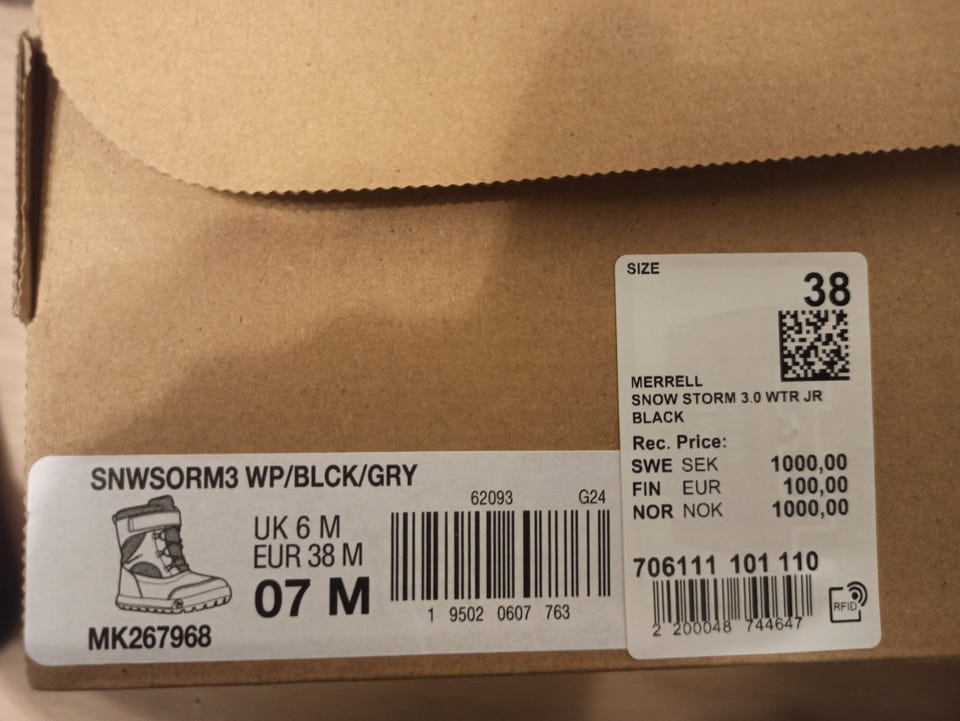 SIZE
38
MERRELL
SNOW STORM 3.0 WTR JR
BLACK
Rec. Price:
SWE SEK 1000,00
FIN EUR 100,00
NOR NOK 1000,00
706111 101 110
2 200048 744647
RFID
SNWSORM3 WP/BLCK/GRY
62093 G24
UK 6 M
EUR 38 M
07 M
1 9502 0607 763
MK267968